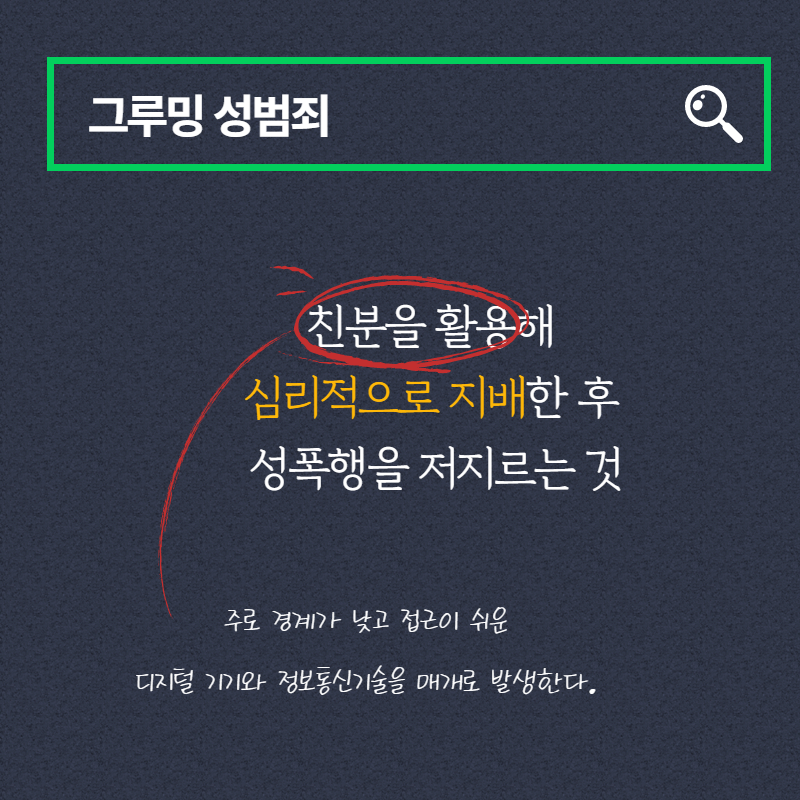 그루밍 성범죄
친분을 활용해
심리적으로 지배한 후
성폭행을 저지르는 것
주로 경계가 낮고 접근이 쉬운
디지털 기기와 정보통신기술을 매개로 발생한다.